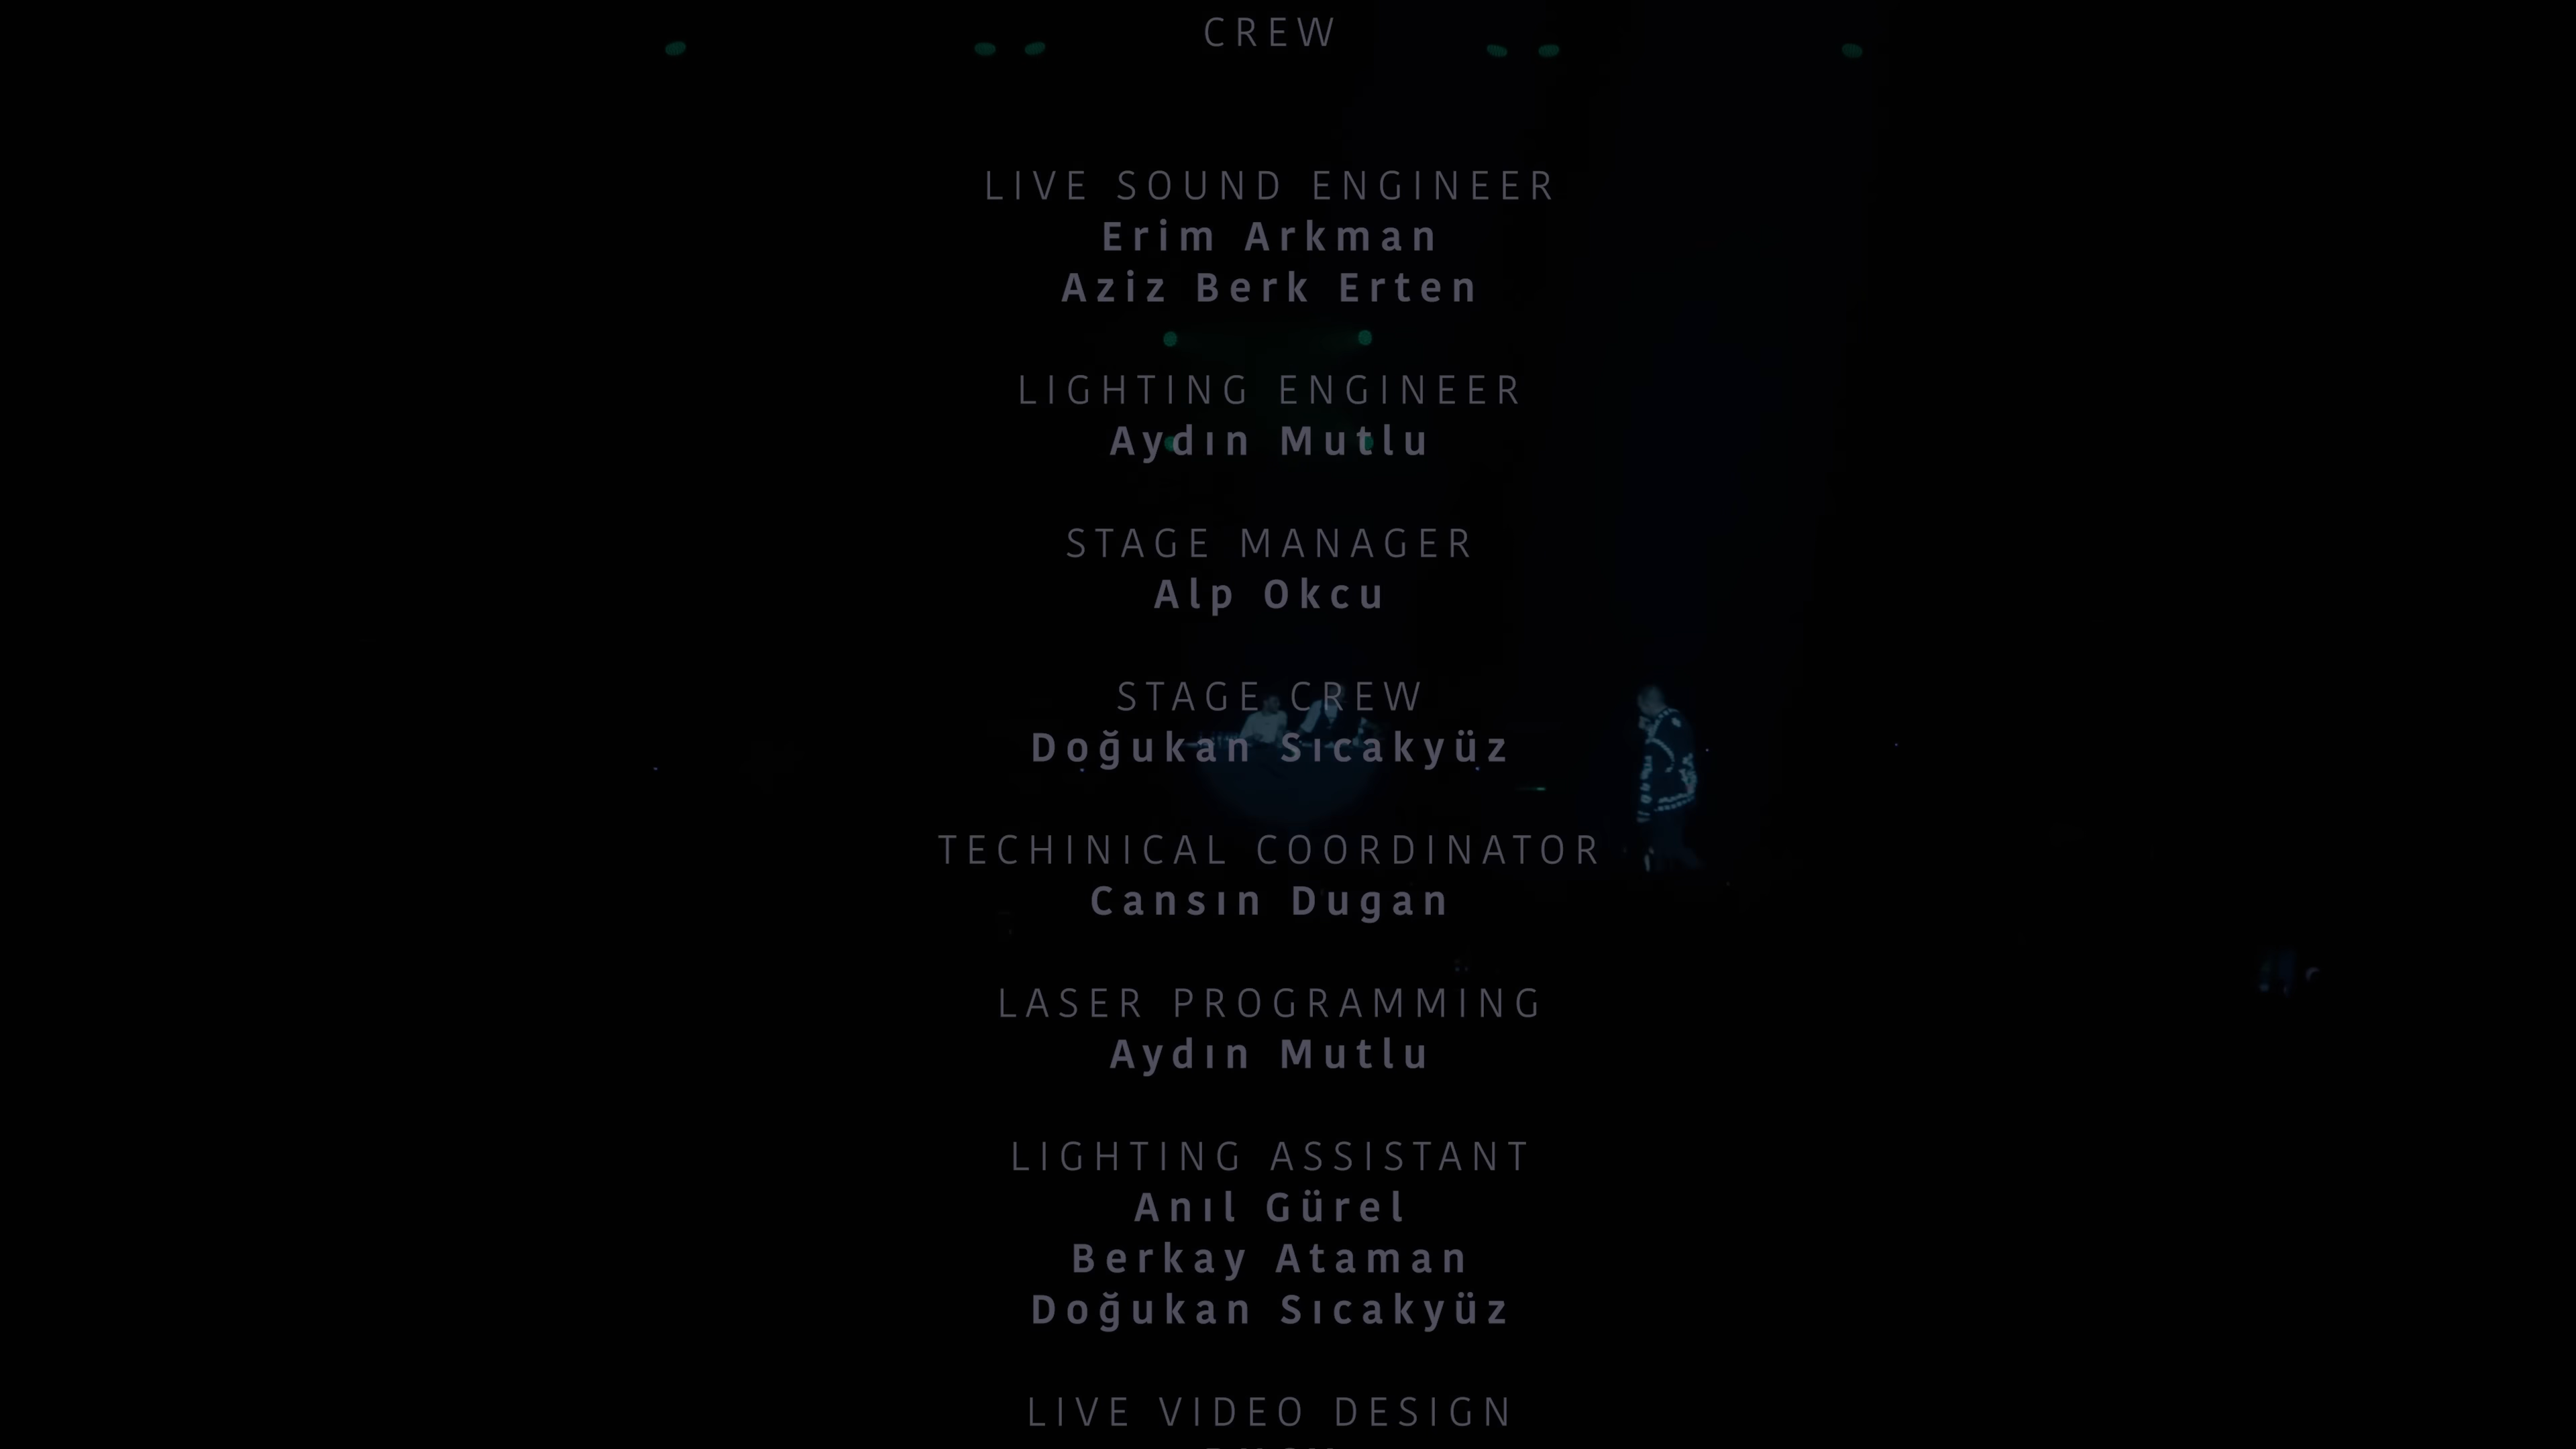 CREW
LIVE SOUND ENGINEER
Erim Arkman
Aziz Berk Erten
LIGHTING ENGINEER
Aydın Mutlu
STAGE MANAGER
Alp Okcu
STAGE CREW
Doğukan Sıcakyüz
TECHINICAL COORDINATOR
Cansın Dugan
LASER PROGRAMMING
Aydın Mutlu
LIGHTING ASSISTANT
Anıl Gürel
Berkay Ataman
Doğukan Sıcakyüz
LIVE VIDEO DESIGN